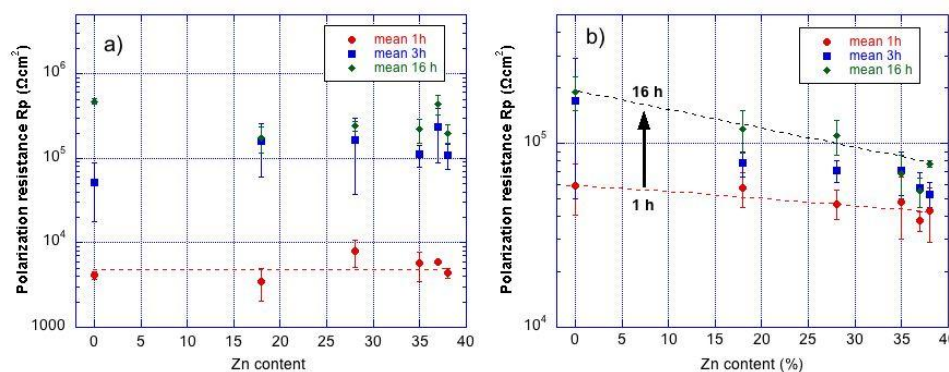 a)
mean 1h
mean 3h
mean 16 h
Polarization resistance Rp (Ωcm²)
10⁶
10⁵
10⁴
1000
0 5 10 15 20 25 30 35 40
Zn content
b)
mean 1h
mean 3h
mean 16 h
Polarization resistance Rp (Ωcm²)
16 h
1 h
10⁵
10⁴
0 5 10 15 20 25 30 35 40
Zn content (%)